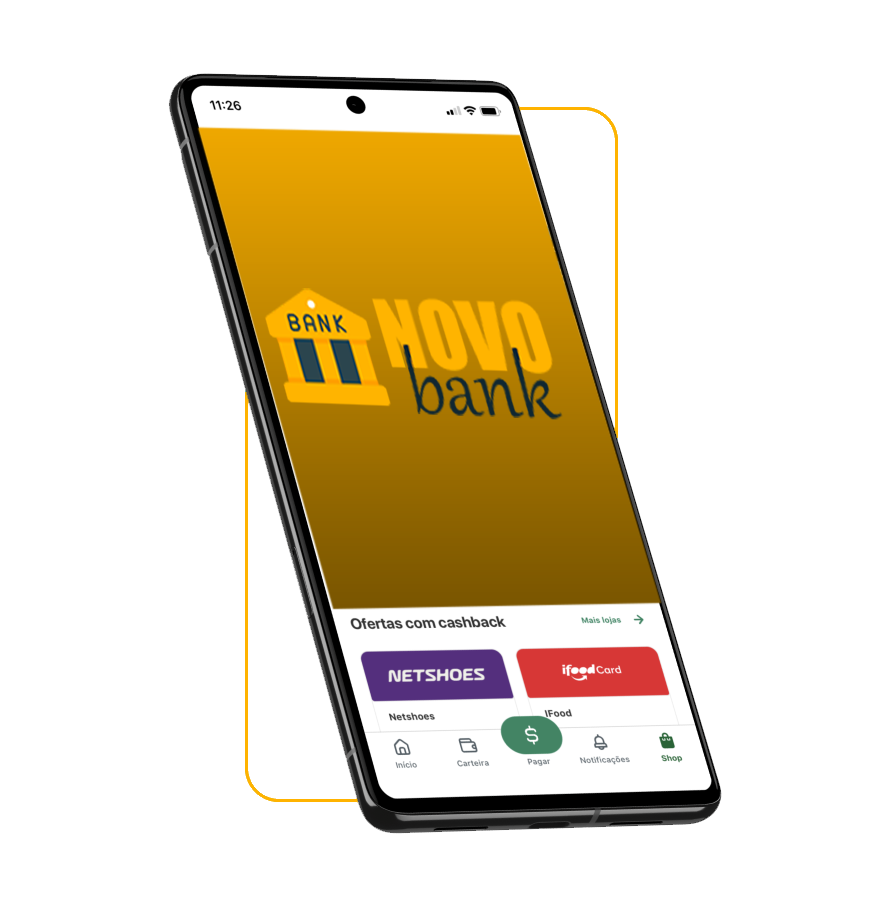 11:26
BANK
NOVO
bank
Ofertas com cashback
Mais lojas
NETSHOES
ifood Card
Netshoes
IFood
$
Início
Carteira
Pagar
Notificações
Shop